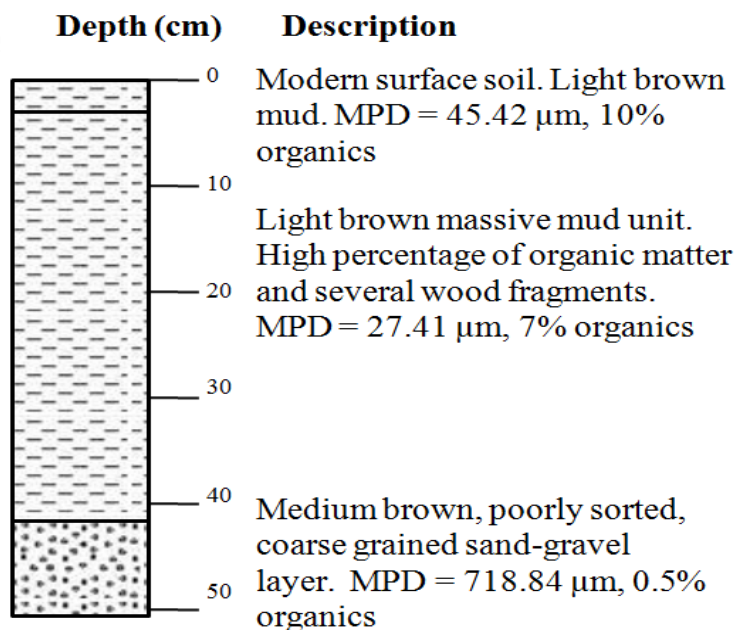 Depth (cm) Description
0
Modern surface soil. Light brown
mud. MPD = 45.42 μm, 10%
organics
10
Light brown massive mud unit.
High percentage of organic matter
20
and several wood fragments.
MPD = 27.41 μm, 7% organics
30
40
Medium brown, poorly sorted,
coarse grained sand-gravel
layer.  MPD = 718.84 μm, 0.5%
50
organics